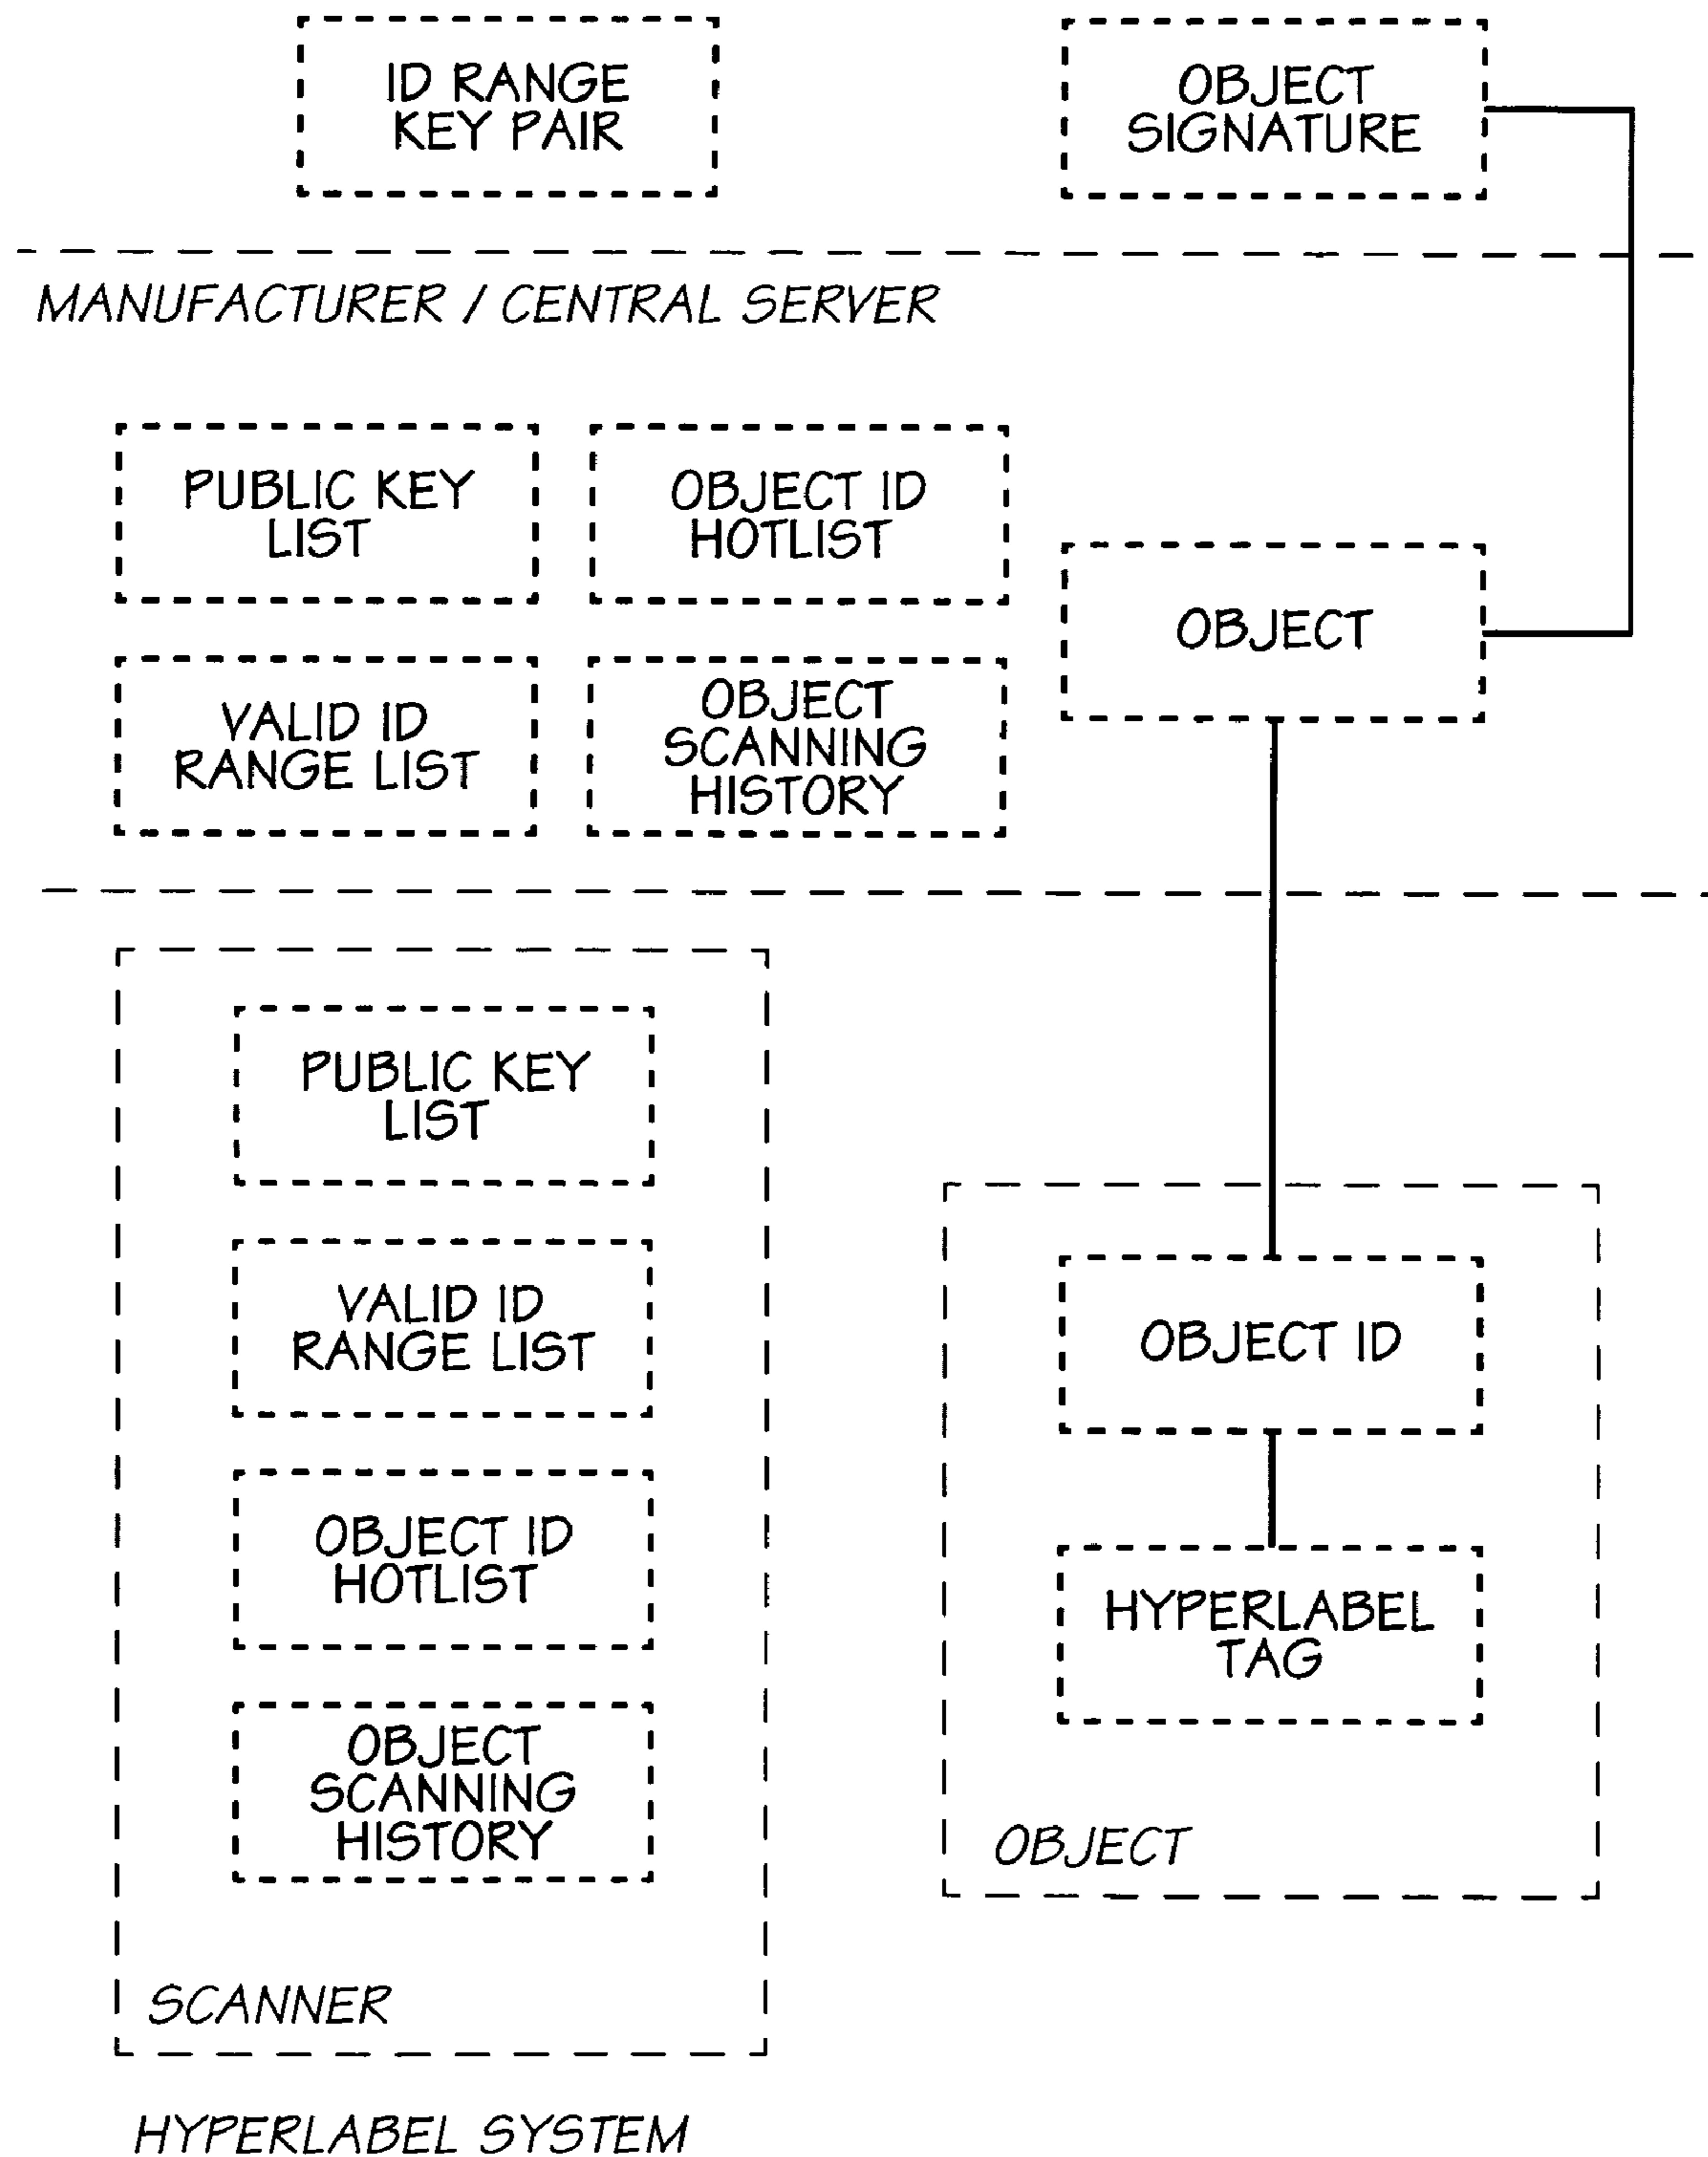 ID RANGE
KEY PAIR
OBJECT
SIGNATURE
MANUFACTURER / CENTRAL SERVER
PUBLIC KEY
LIST
OBJECT ID
HOTLIST
OBJECT
VALID ID
RANGE LIST
OBJECT
SCANNING
HISTORY
PUBLIC KEY
LIST
VALID ID
RANGE LIST
OBJECT ID
HOTLIST
OBJECT
SCANNING
HISTORY
SCANNER
OBJECT ID
HYPERLABEL
TAG
OBJECT
HYPERLABEL SYSTEM